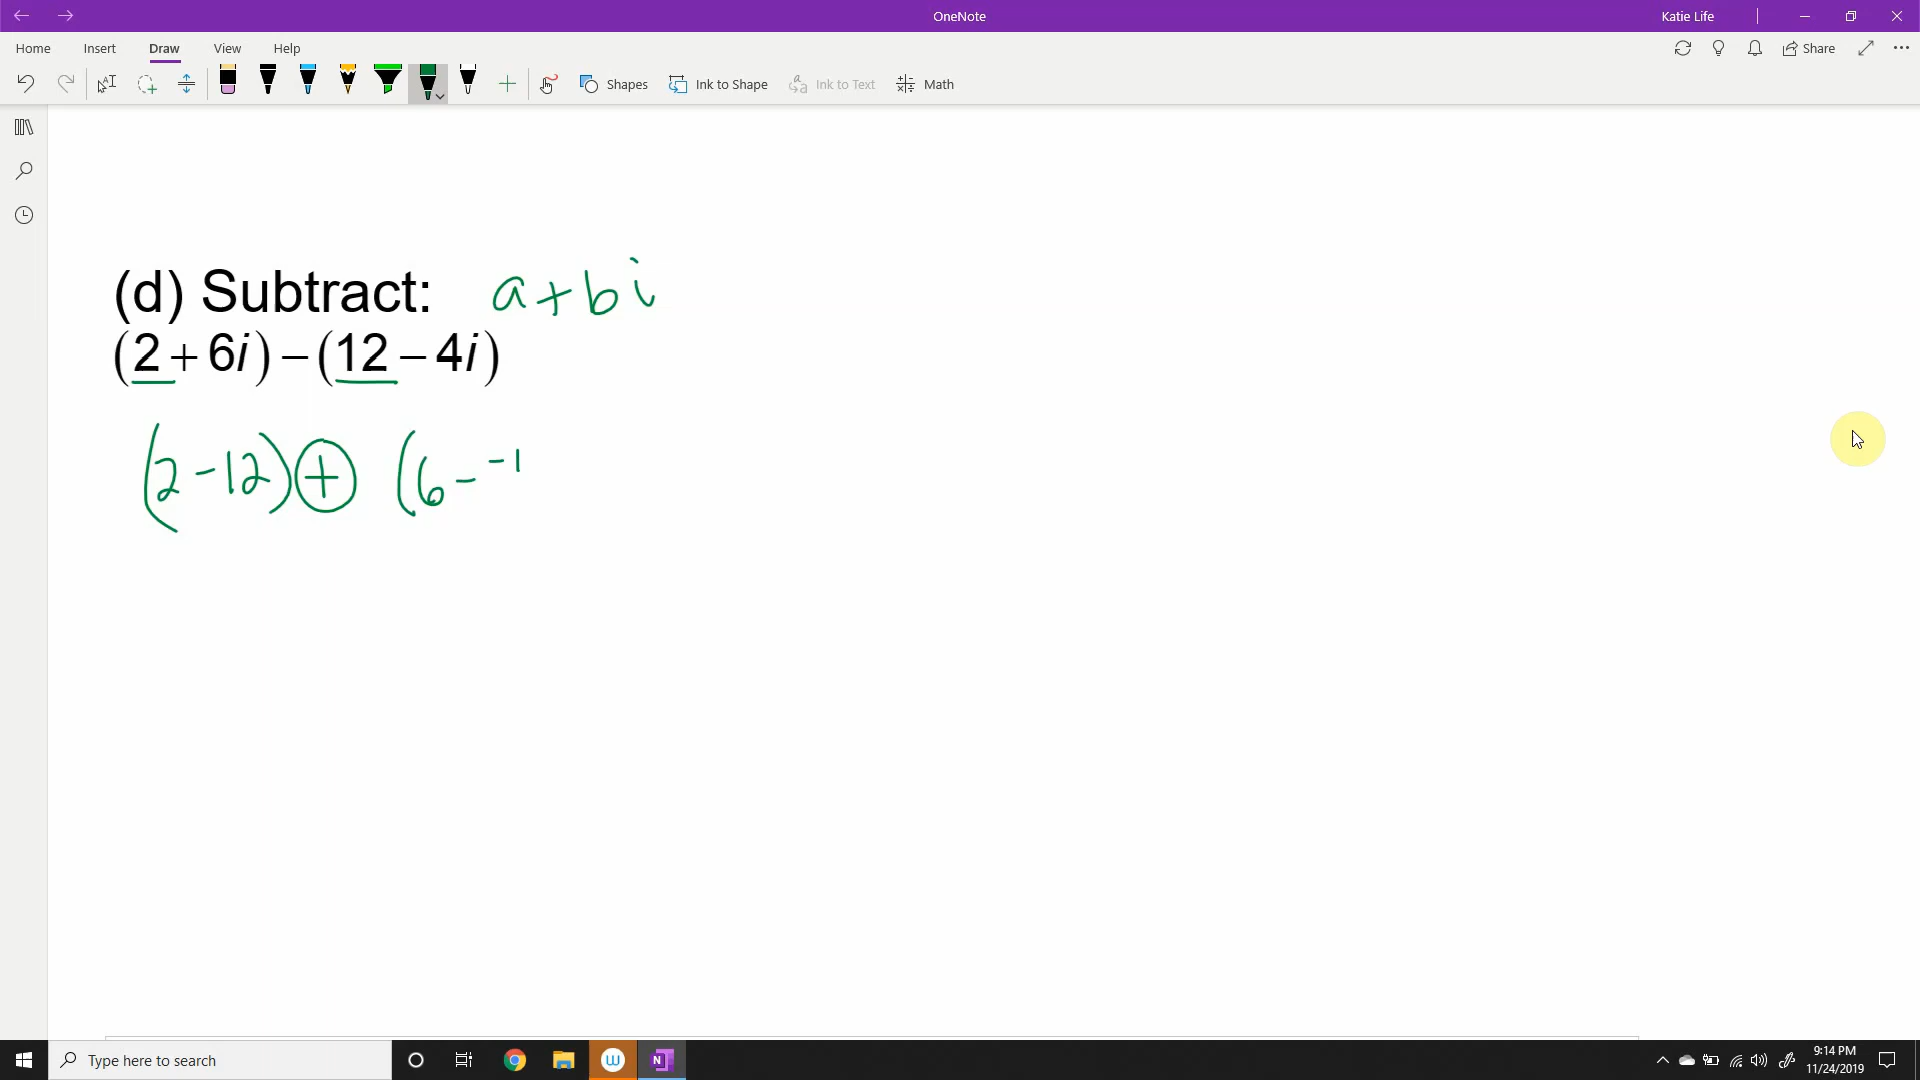 OneNote
Katie Life
Home Insert Draw View Help
Share
Shapes Ink to Shape Ink to Text Math
(d) Subtract: a + b i
(2 + 6i) − (12 − 4i)
(2 - 12) + (6 - -1
Type here to search
9:14 PM
11/24/2019